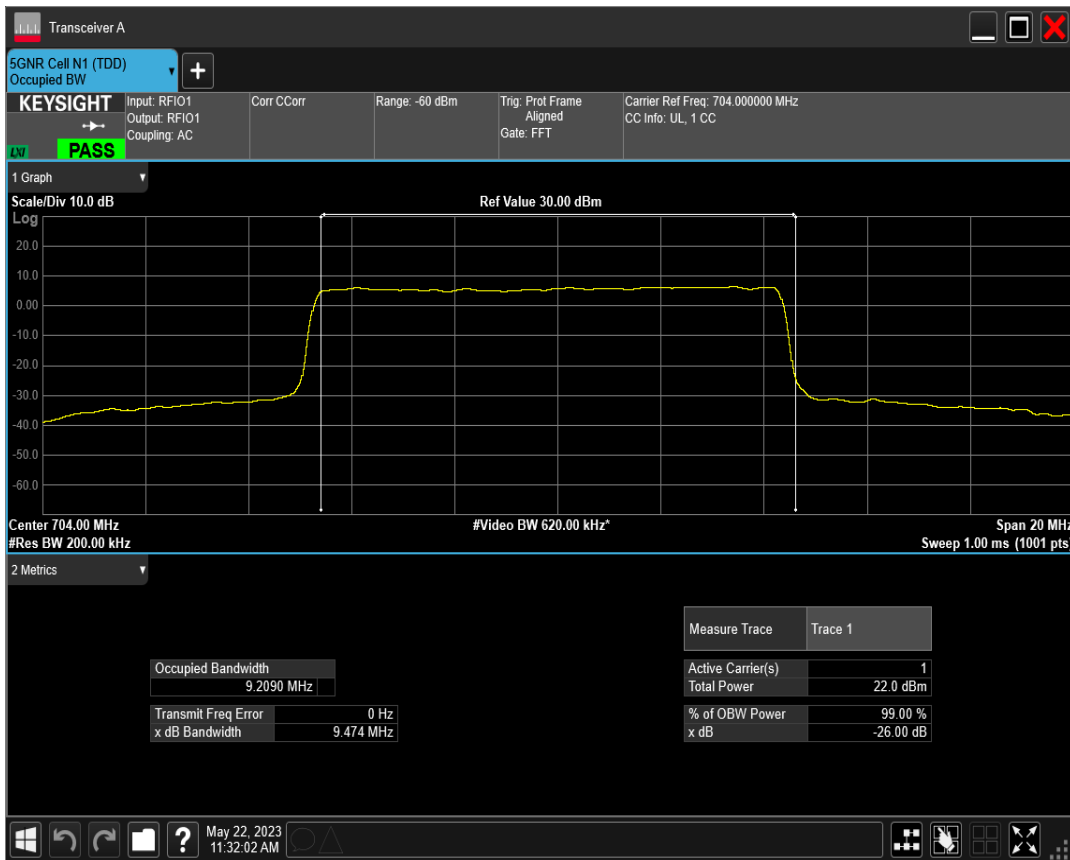 Transceiver A
5GNR Cell N1 (TDD)
Occupied BW
+
KEYSIGHT
LXI
PASS
Input: RFIO1
Output: RFIO1
Coupling: AC
Corr CCorr
Range: -60 dBm
Trig: Prot Frame
Aligned
Gate: FFT
Carrier Ref Freq: 704.000000 MHz
CC Info: UL, 1 CC
1 Graph
Scale/Div 10.0 dB
Ref Value 30.00 dBm
Log
20.0
10.0
0.00
-10.0
-20.0
-30.0
-40.0
-50.0
-60.0
Center 704.00 MHz
#Video BW 620.00 kHz*
Span 20 MHz
#Res BW 200.00 kHz
Sweep 1.00 ms (1001 pts)
2 Metrics
Measure Trace Trace 1
Occupied Bandwidth
9.2090 MHz
Active Carrier(s) 1
Total Power 22.0 dBm
Transmit Freq Error 0 Hz
x dB Bandwidth 9.474 MHz
% of OBW Power 99.00 %
x dB -26.00 dB
?
May 22, 2023
11:32:02 AM